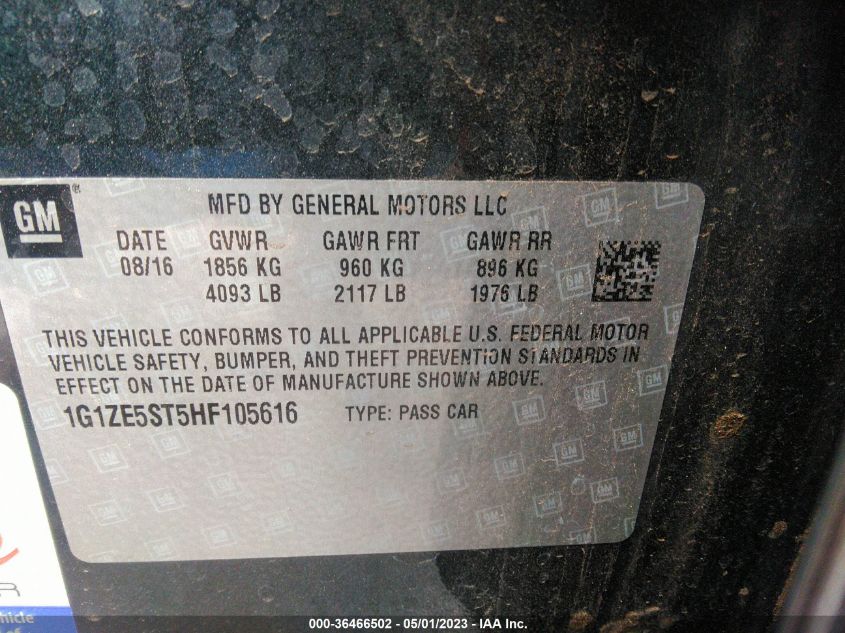 GM ®
MFD BY GENERAL MOTORS LLC
DATE GVWR GAWR FRT GAWR RR
08/16 1856 KG 960 KG 896 KG
4093 LB 2117 LB 1976 LB
THIS VEHICLE CONFORMS TO ALL APPLICABLE U.S. FEDERAL MOTOR
VEHICLE SAFETY, BUMPER, AND THEFT PREVENTION STANDARDS IN
EFFECT ON THE DATE OF MANUFACTURE SHOWN ABOVE.
1G1ZE5ST5HF105616 TYPE: PASS CAR
000-36466502 - 05/01/2023 - IAA Inc.